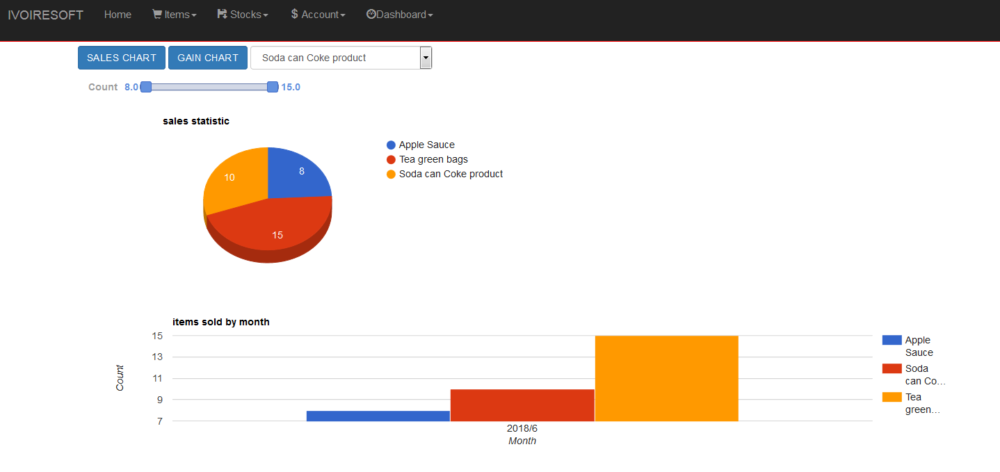 IVOIRESOFT Home Items Stocks $ Account Dashboard
SALES CHART GAIN CHART Soda can Coke product
Count 8.0 15.0
sales statistic
Apple Sauce
Tea green bags
Soda can Coke product
10
8
15
items sold by month
15
13
11
9
7
Count
2018/6
Month
Apple
Sauce
Soda
can Co...
Tea
green...